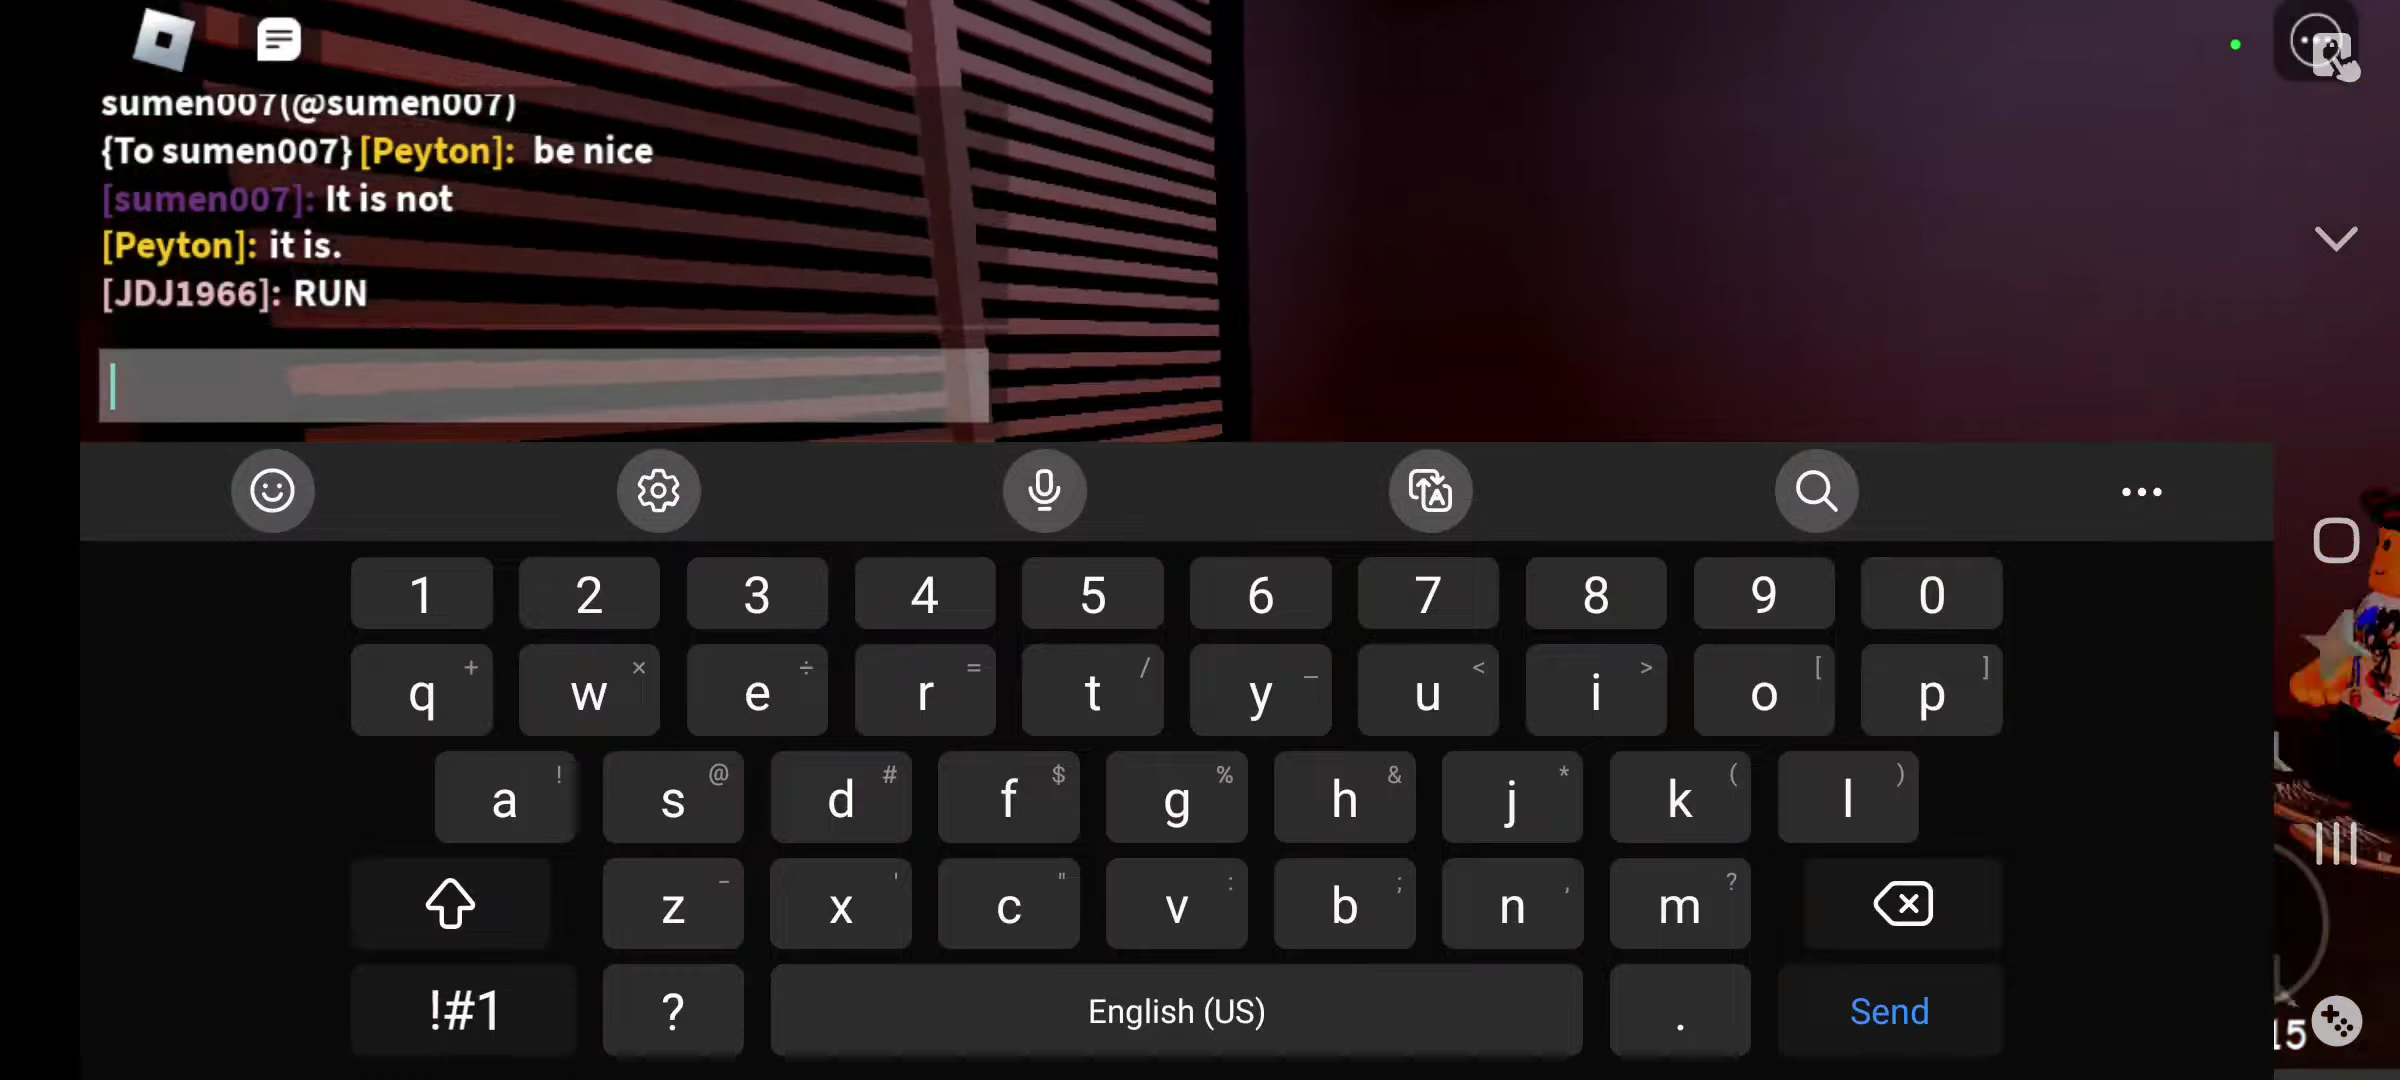 sumen007(@sumen007)
{To sumen007} [Peyton]: be nice
[sumen007]: It is not
[Peyton]: it is.
[JDJ1966]: RUN
1 2 3 4 5 6 7 8 9 0
+ × ÷ = / _ < > [ ]
q w e r t y u i o p
! @ # $ % & * ( )
a s d f g h j k l
- ' " : ; , ?
z x c v b n m
!#1 ? English (US) . Send
15